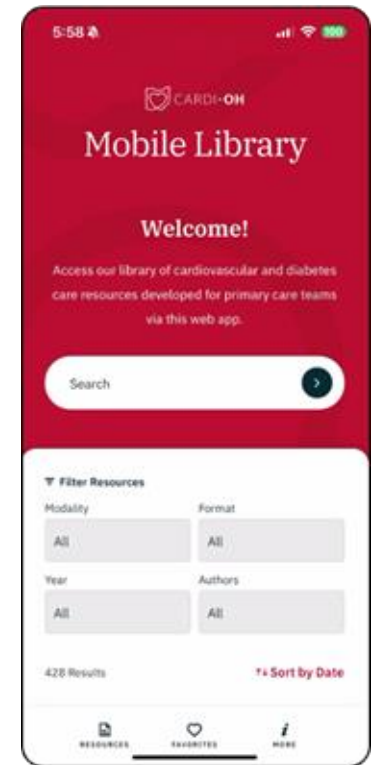 5:58
100
CARDI-OH
Mobile Library
Welcome!
Access our library of cardiovascular and diabetes
care resources developed for primary care teams
via this web app.
Search
Filter Resources
Modality Format
All All
Year Authors
All All
428 Results Sort by Date
RESOURCES FAVORITES MORE